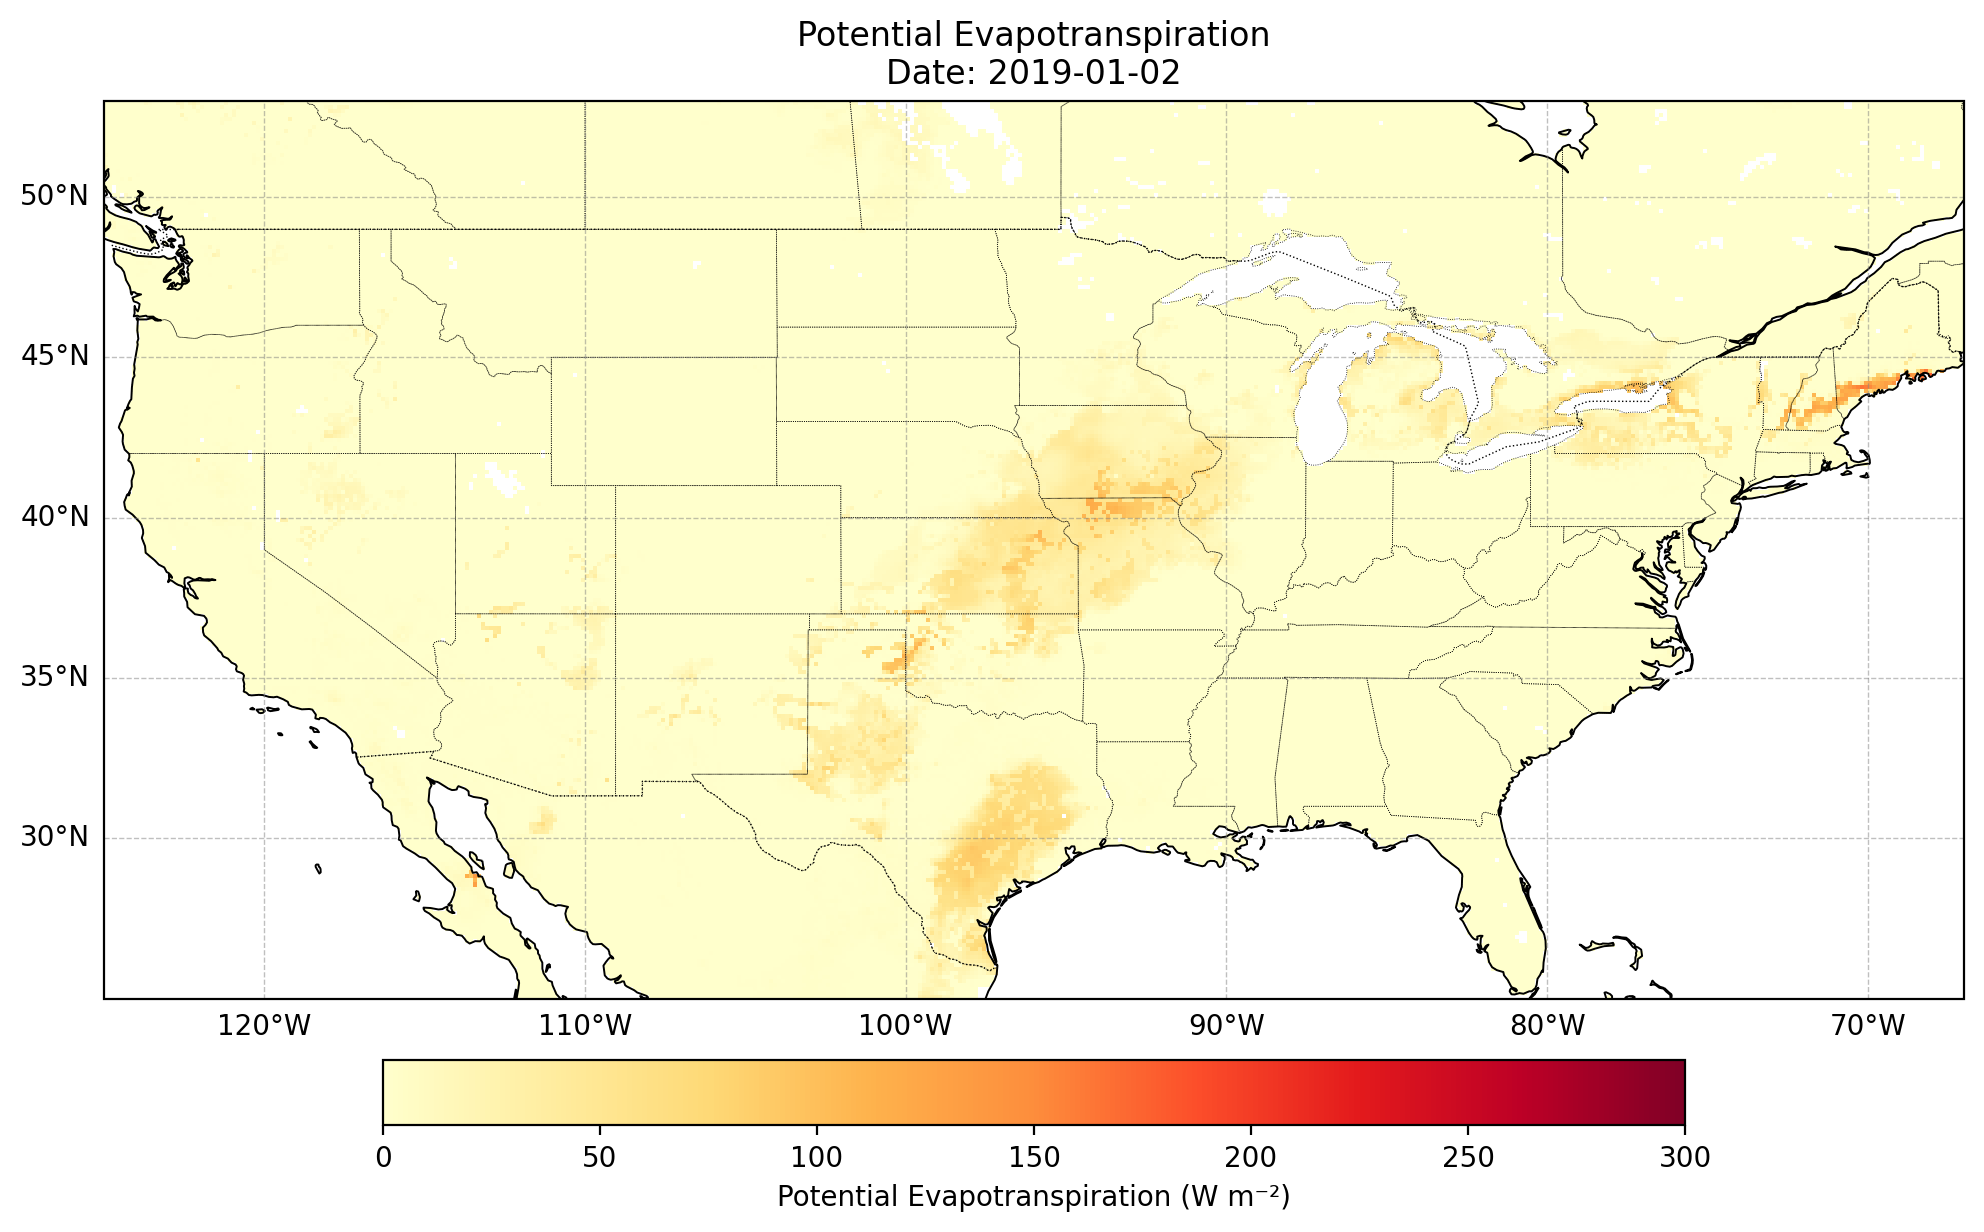 Potential Evapotranspiration
Date: 2019-01-02
50°N
45°N
40°N
35°N
30°N
120°W 110°W 100°W 90°W 80°W 70°W
0 50 100 150 200 250 300
Potential Evapotranspiration (W m⁻²)